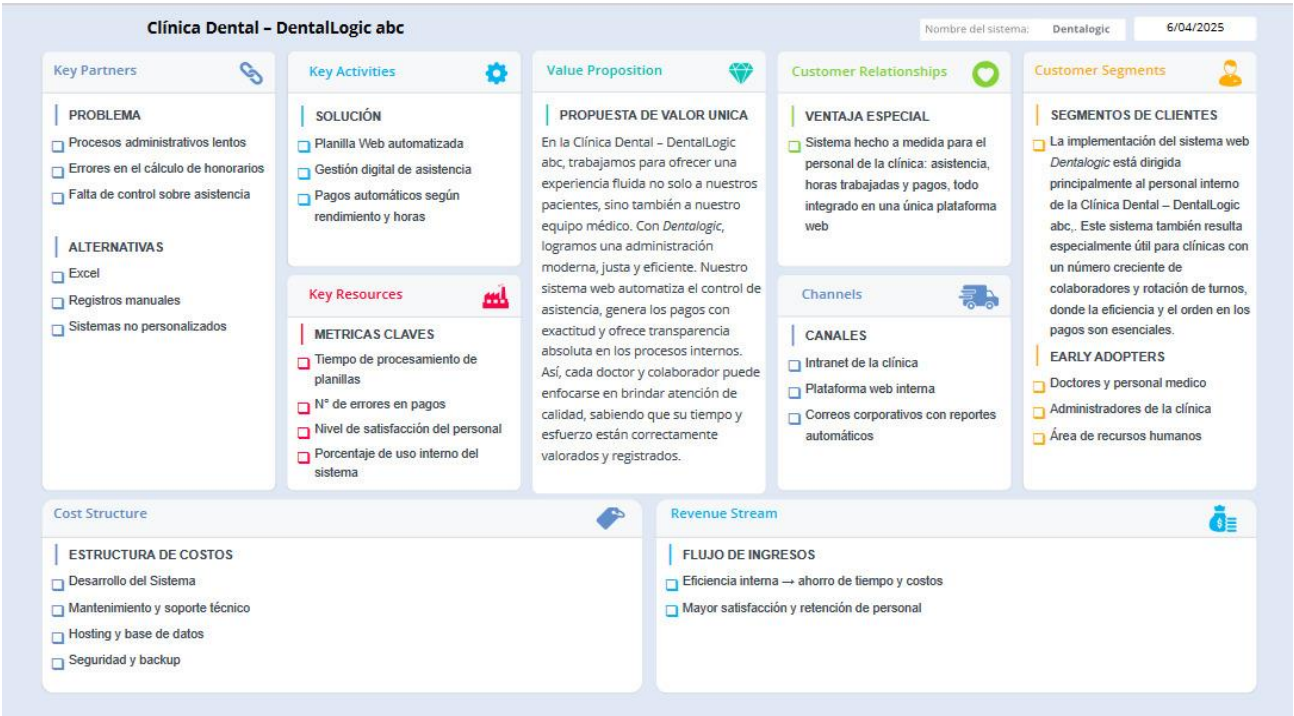 Clínica Dental – DentalLogic abc
Nombre del sistema: Dentalogic
6/04/2025
Key Partners
PROBLEMA
Procesos administrativos lentos
Errores en el cálculo de honorarios
Falta de control sobre asistencia
ALTERNATIVAS
Excel
Registros manuales
Sistemas no personalizados
Key Activities
SOLUCIÓN
Planilla Web automatizada
Gestión digital de asistencia
Pagos automáticos según
rendimiento y horas
Key Resources
METRICAS CLAVES
Tiempo de procesamiento de
planillas
N° de errores en pagos
Nivel de satisfacción del personal
Porcentaje de uso interno del
sistema
Value Proposition
PROPUESTA DE VALOR UNICA
En la Clínica Dental – DentalLogic
abc, trabajamos para ofrecer una
experiencia fluida no solo a nuestros
pacientes, sino también a nuestro
equipo médico. Con Dentalogic,
logramos una administración
moderna, justa y eficiente. Nuestro
sistema web automatiza el control de
asistencia, genera los pagos con
exactitud y ofrece transparencia
absoluta en los procesos internos.
Así, cada doctor y colaborador puede
enfocarse en brindar atención de
calidad, sabiendo que su tiempo y
esfuerzo están correctamente
valorados y registrados.
Customer Relationships
VENTAJA ESPECIAL
Sistema hecho a medida para el
personal de la clínica: asistencia,
horas trabajadas y pagos, todo
integrado en una única plataforma
web
Channels
CANALES
Intranet de la clínica
Plataforma web interna
Correos corporativos con reportes
automáticos
Customer Segments
SEGMENTOS DE CLIENTES
La implementación del sistema web
Dentalogic está dirigida
principalmente al personal interno
de la Clínica Dental – DentalLogic
abc,. Este sistema también resulta
especialmente útil para clínicas con
un número creciente de
colaboradores y rotación de turnos,
donde la eficiencia y el orden en los
pagos son esenciales.
EARLY ADOPTERS
Doctores y personal medico
Administradores de la clínica
Área de recursos humanos
Cost Structure
ESTRUCTURA DE COSTOS
Desarrollo del Sistema
Mantenimiento y soporte técnico
Hosting y base de datos
Seguridad y backup
Revenue Stream
FLUJO DE INGRESOS
Eficiencia interna → ahorro de tiempo y costos
Mayor satisfacción y retención de personal